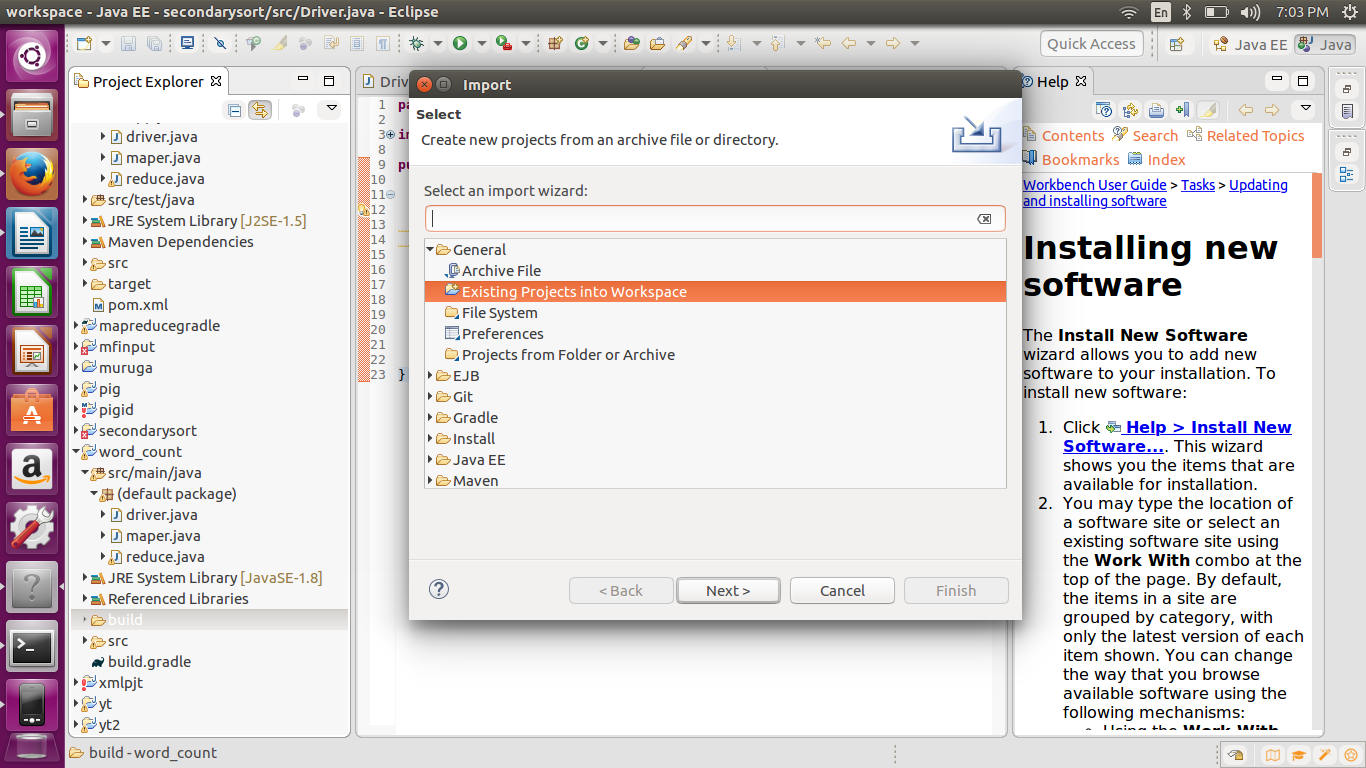 workspace - Java EE - secondarysort/src/Driver.java - Eclipse
En
7:03 PM
Quick Access
Java EE
Java
Project Explorer
driver.java
maper.java
reduce.java
src/test/java
JRE System Library [J2SE-1.5]
Maven Dependencies
src
target
pom.xml
mapreducegradle
mfinput
muruga
pig
pigid
secondarysort
word_count
src/main/java
(default package)
driver.java
maper.java
reduce.java
JRE System Library [JavaSE-1.8]
Referenced Libraries
build
src
build.gradle
xmlpjt
yt
yt2
1
2
3
8
9
10
11
12
13
14
15
16
17
18
19
20
21
22
23 }
Import
Select
Create new projects from an archive file or directory.
Select an import wizard:
General
Archive File
Existing Projects into Workspace
File System
Preferences
Projects from Folder or Archive
EJB
Git
Gradle
Install
Java EE
Maven
< Back
Next >
Cancel
Finish
Help
Contents
Search
Related Topics
Bookmarks
Index
Workbench User Guide > Tasks > Updating
and installing software
Installing new
software
The Install New Software
wizard allows you to add new
software to your installation. To
install new software:
1. Click Help > Install New
Software.... This wizard
shows you the items that are
available for installation.
2. You may type the location of
a software site or select an
existing software site using
the Work With combo at the
top of the page. By default,
the items in a site are
grouped by category, with
only the latest version of each
item shown. You can change
the way that you browse
available software using the
following mechanisms:
Using the Work With
build - word_count